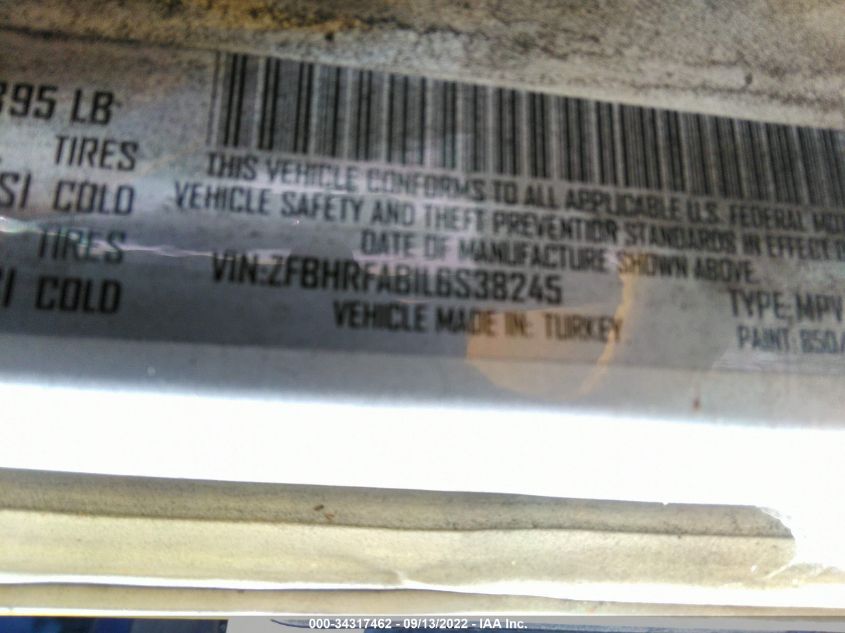 395 LB
TIRES
SI COLD
TIRES
COLD
THIS VEHICLE CONFORMS TO ALL APPLICABLE U.S. FEDERAL MOT
VEHICLE SAFETY AND THEFT PREVENTION STANDARDS IN EFFECT
DATE OF MANUFACTURE SHOWN ABOVE.
VIN:ZFBHRFAB1L6S38245
TYPE:MPV
VEHICLE MADE IN: TURKEY
PAINT: 850
000-34317462 - 09/13/2022 - IAA Inc.